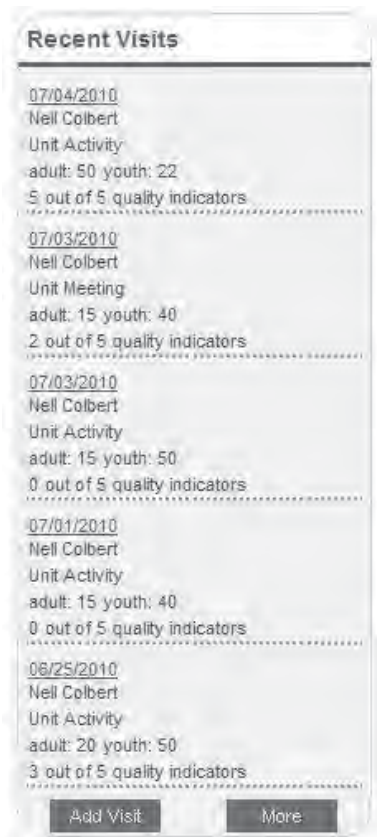 Recent Visits
07/04/2010
Nell Colbert
Unit Activity
adult: 50 youth: 22
5 out of 5 quality indicators
07/03/2010
Nell Colbert
Unit Meeting
adult: 15 youth: 40
2 out of 5 quality indicators
07/03/2010
Nell Colbert
Unit Activity
adult: 15 youth: 50
0 out of 5 quality indicators
07/01/2010
Nell Colbert
Unit Activity
adult: 15 youth: 40
0 out of 5 quality indicators
06/25/2010
Nell Colbert
Unit Activity
adult: 20 youth: 50
3 out of 5 quality indicators
Add Visit More